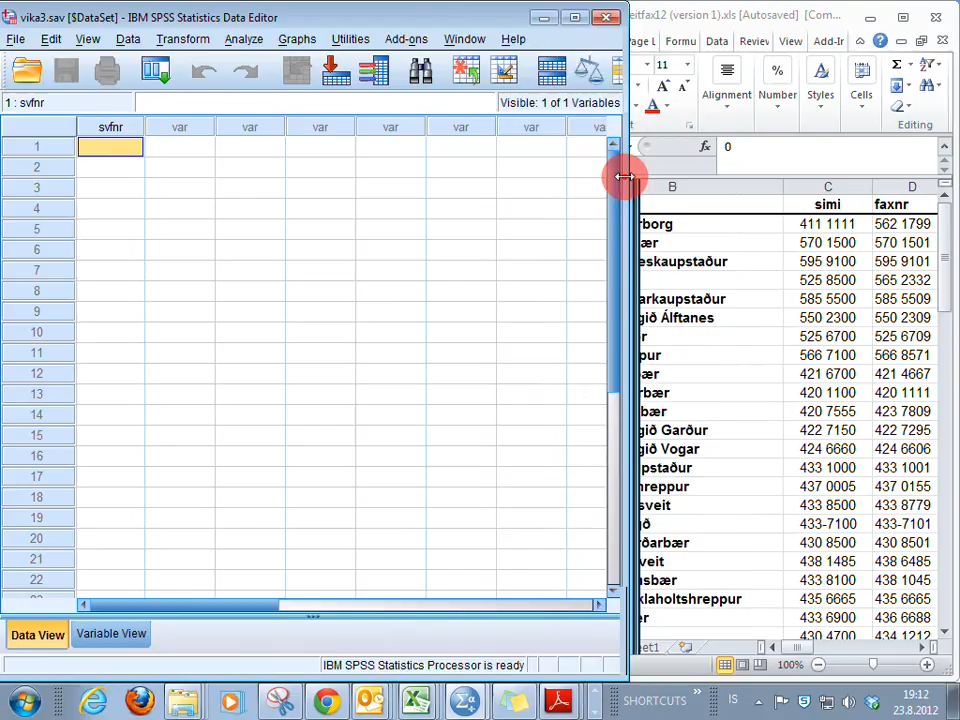 vika3.sav [$DataSet] - IBM SPSS Statistics Data Editor
File Edit View Data Transform Analyze Graphs Utilities Add-ons Window Help
1 : svfnr
Visible: 1 of 1 Variables
svfnr var var var var var var va
1
2
3
4
5
6
7
8
9
10
11
12
13
14
15
16
17
18
19
20
21
22
Data View Variable View
IBM SPSS Statistics Processor is ready
eitfax12 (version 1).xls [Autosaved] [Com...
Page L Formu Data Review View Add-Ir
11
Alignment Number Styles Cells
Editing
fx 0
B C D
simi faxnr
rborg 411 1111 562 1799
ær 570 1500 570 1501
eskaupstaður 595 9100 595 9101
525 8500 565 2332
arkaupstaður 585 5500 585 5509
gið Álftanes 550 2300 550 2309
r 525 6700 525 6709
pur 566 7100 566 8571
ær 421 6700 421 4667
rbær 420 1100 420 1111
bær 420 7555 423 7809
gið Garður 422 7150 422 7295
gið Vogar 424 6660 424 6606
upstaður 433 1000 433 1001
hreppur 437 0005 437 0155
sveit 433 8500 433 8779
gð 433-7100 433-7101
rðarbær 430 8500 430 8501
veit 438 1485 438 6485
sbær 433 8100 438 1045
klaholtshreppur 435 6665 435 6665
er 433 6900 436 6688
430 4700 434 1212
eet1
100%
SHORTCUTS
IS
19:12
23.8.2012